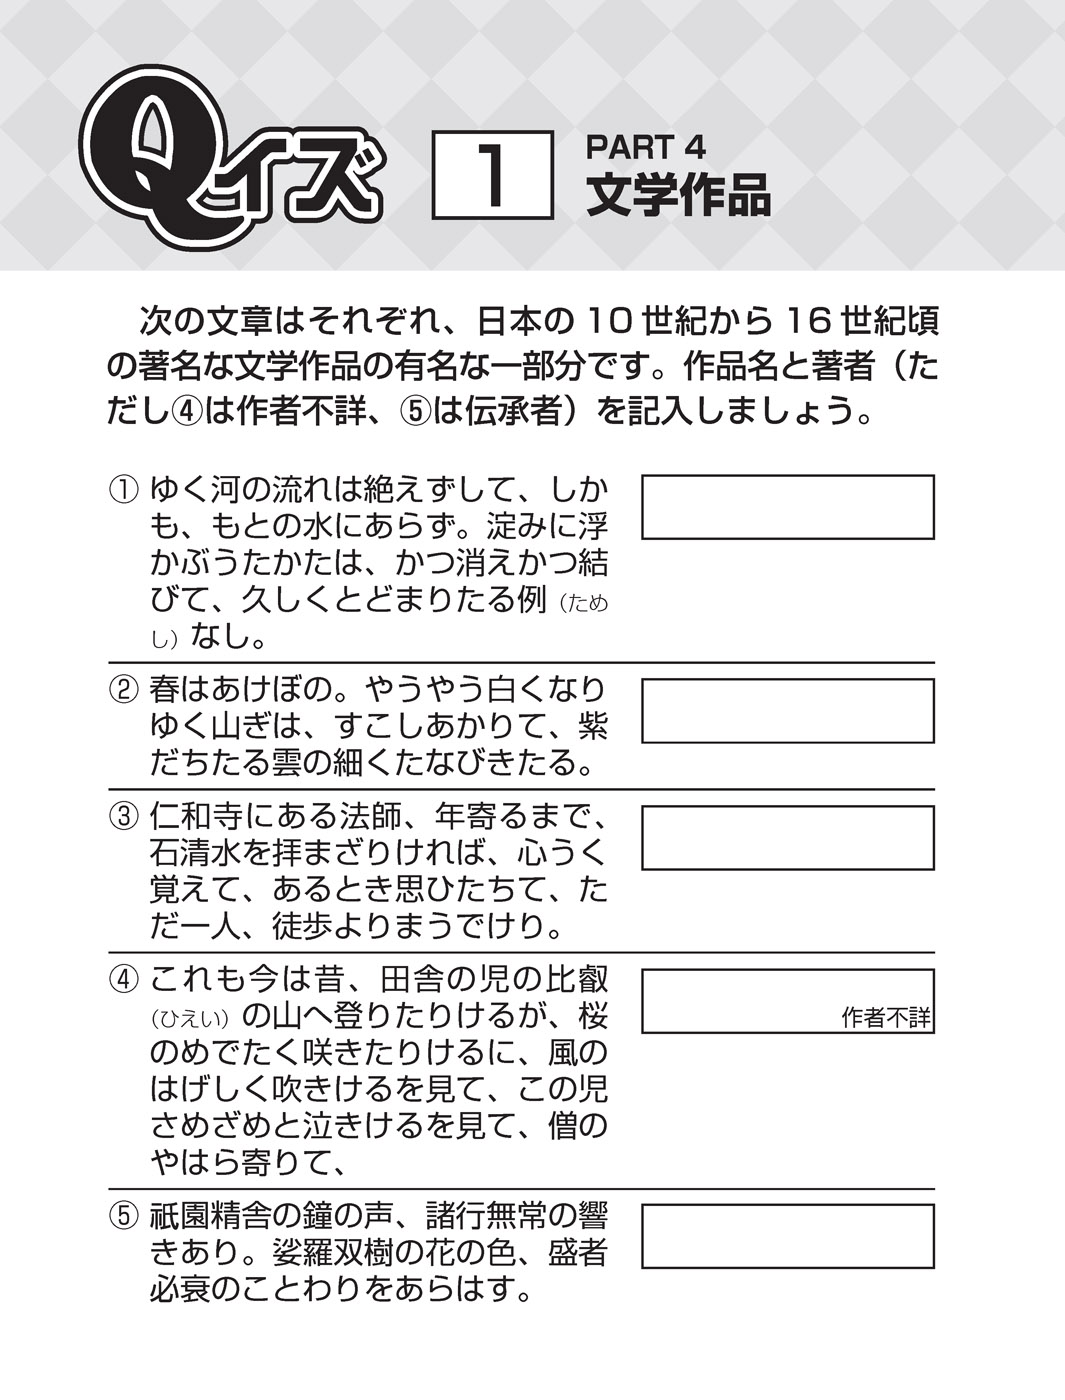 Qイズ
1
PART 4
文学作品
次の文章はそれぞれ、日本の10世紀から16世紀頃
の著名な文学作品の有名な一部分です。作品名と著者（た
だし④は作者不詳、⑤は伝承者）を記入しましょう。
① ゆく河の流れは絶えずして、しか
も、もとの水にあらず。淀みに浮
かぶうたかたは、かつ消えかつ結
びて、久しくとどまりたる例（ため
し）なし。
② 春はあけぼの。やうやう白くなり
ゆく山ぎは、すこしあかりて、紫
だちたる雲の細くたなびきたる。
③ 仁和寺にある法師、年寄るまで、
石清水を拝まざりければ、心うく
覚えて、あるとき思ひたちて、た
だ一人、徒歩よりまうでけり。
④ これも今は昔、田舎の児の比叡
（ひえい）の山へ登りたりけるが、桜
のめでたく咲きたりけるに、風の
はげしく吹きけるを見て、この児
さめざめと泣きけるを見て、僧の
やはら寄りて、
作者不詳
⑤ 祇園精舎の鐘の声、諸行無常の響
きあり。娑羅双樹の花の色、盛者
必衰のことわりをあらはす。